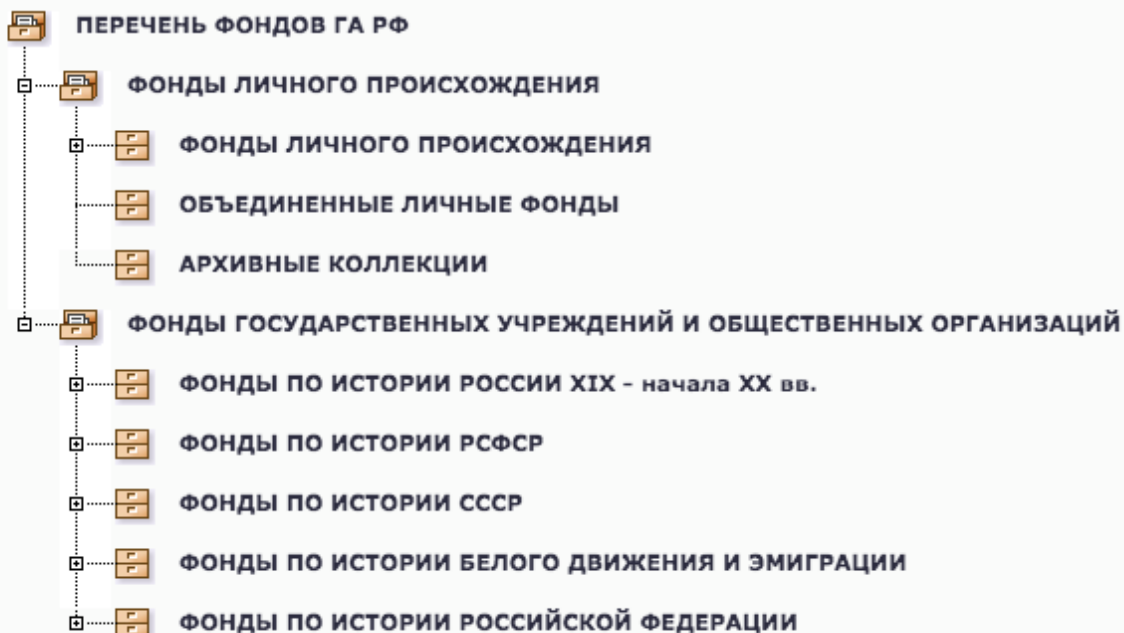 ПЕРЕЧЕНЬ ФОНДОВ ГА РФ
ФОНДЫ ЛИЧНОГО ПРОИСХОЖДЕНИЯ
ФОНДЫ ЛИЧНОГО ПРОИСХОЖДЕНИЯ
ОБЪЕДИНЕННЫЕ ЛИЧНЫЕ ФОНДЫ
АРХИВНЫЕ КОЛЛЕКЦИИ
ФОНДЫ ГОСУДАРСТВЕННЫХ УЧРЕЖДЕНИЙ И ОБЩЕСТВЕННЫХ ОРГАНИЗАЦИЙ
ФОНДЫ ПО ИСТОРИИ РОССИИ XIX - начала XX вв.
ФОНДЫ ПО ИСТОРИИ РСФСР
ФОНДЫ ПО ИСТОРИИ СССР
ФОНДЫ ПО ИСТОРИИ БЕЛОГО ДВИЖЕНИЯ И ЭМИГРАЦИИ
ФОНДЫ ПО ИСТОРИИ РОССИЙСКОЙ ФЕДЕРАЦИИ